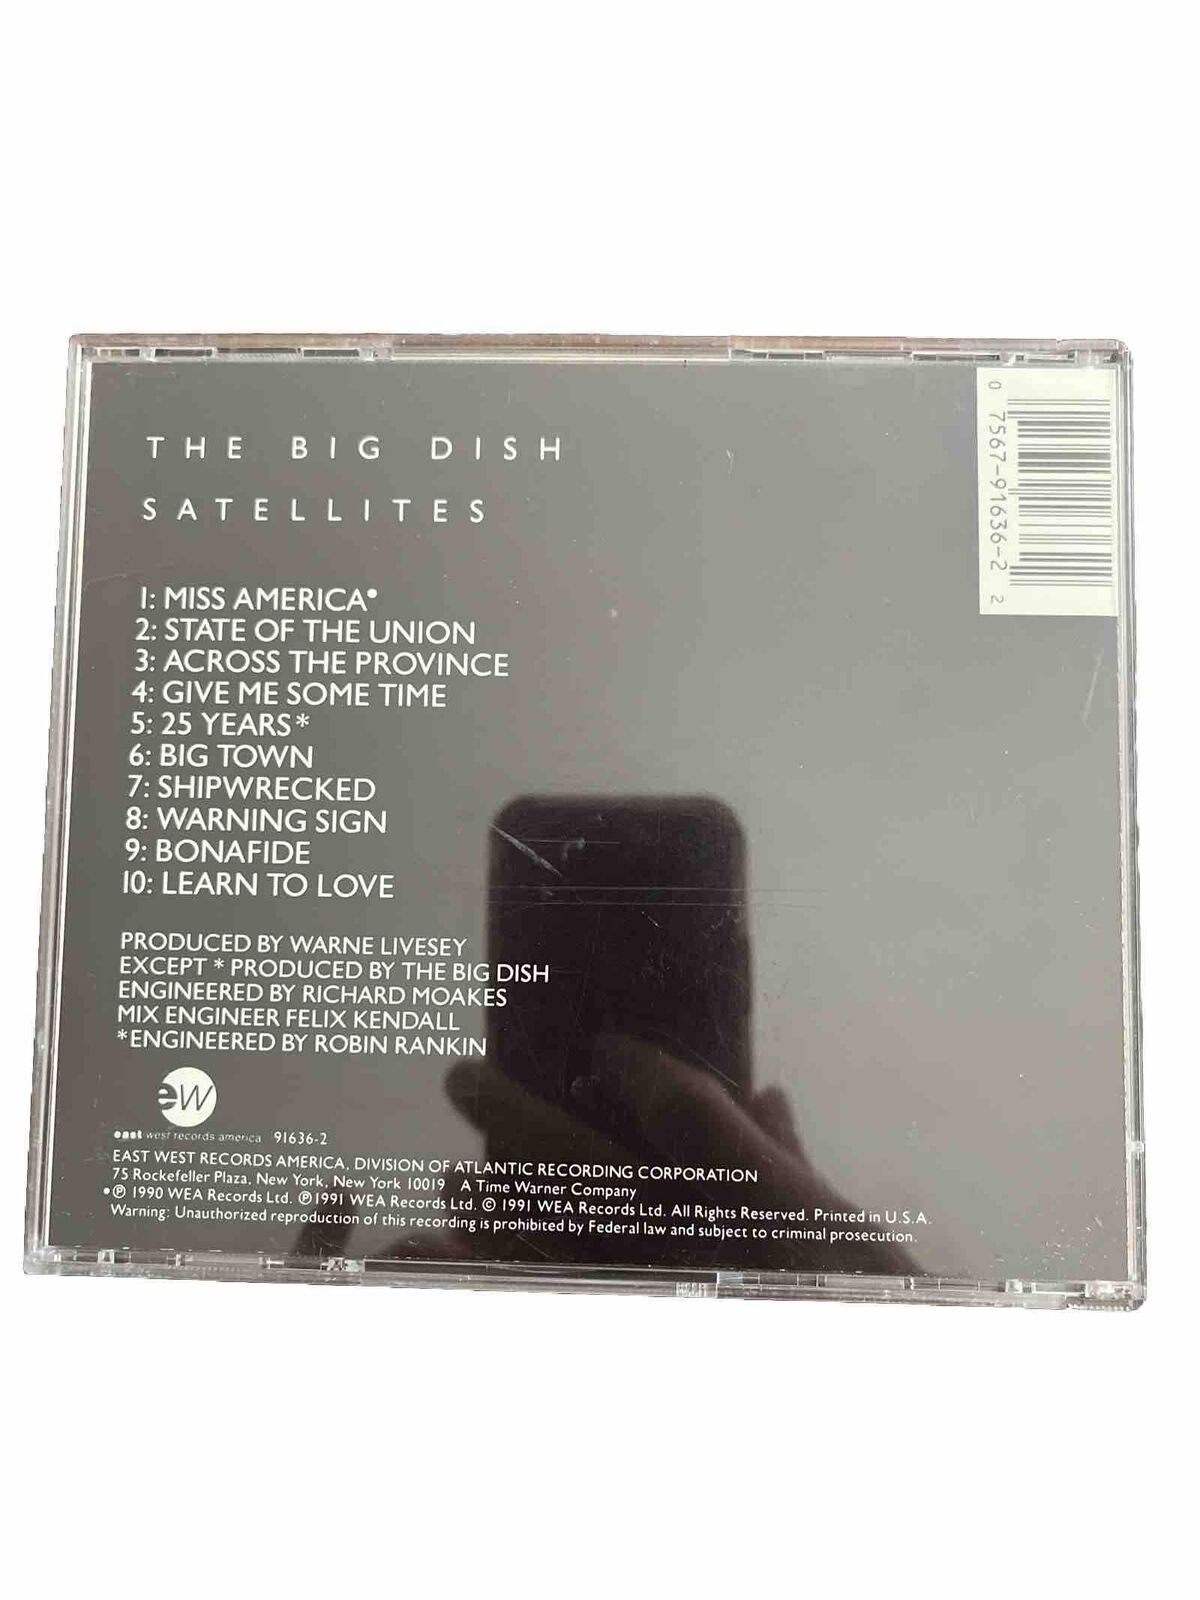 THE BIG DISH
SATELLITES
1: MISS AMERICA•
2: STATE OF THE UNION
3: ACROSS THE PROVINCE
4: GIVE ME SOME TIME
5: 25 YEARS*
6: BIG TOWN
7: SHIPWRECKED
8: WARNING SIGN
9: BONAFIDE
10: LEARN TO LOVE
PRODUCED BY WARNE LIVESEY
EXCEPT * PRODUCED BY THE BIG DISH
ENGINEERED BY RICHARD MOAKES
MIX ENGINEER FELIX KENDALL
*ENGINEERED BY ROBIN RANKIN
eW
east west records america 91636-2
EAST WEST RECORDS AMERICA, DIVISION OF ATLANTIC RECORDING CORPORATION
75 Rockefeller Plaza, New York, New York 10019 A Time Warner Company
•℗ 1990 WEA Records Ltd. ℗1991 WEA Records Ltd. © 1991 WEA Records Ltd. All Rights Reserved. Printed in U.S.A.
Warning: Unauthorized reproduction of this recording is prohibited by Federal law and subject to criminal prosecution.
0 7567-91636-2 2